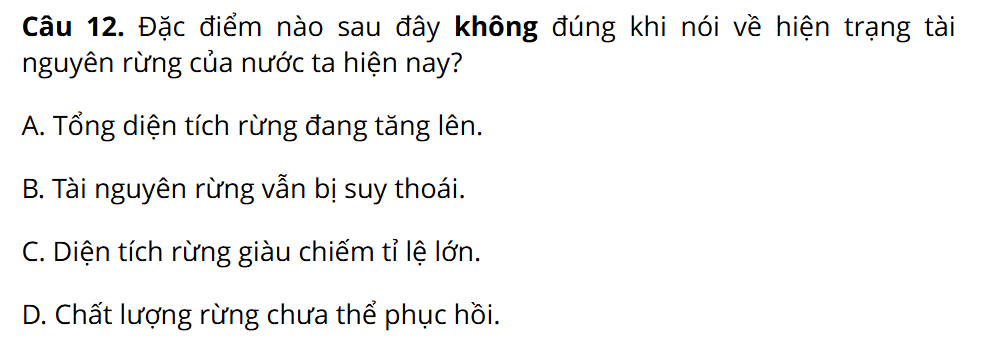 Câu 12. Đặc điểm nào sau đây không đúng khi nói về hiện trạng tài
nguyên rừng của nước ta hiện nay?
A. Tổng diện tích rừng đang tăng lên.
B. Tài nguyên rừng vẫn bị suy thoái.
C. Diện tích rừng giàu chiếm tỉ lệ lớn.
D. Chất lượng rừng chưa thể phục hồi.